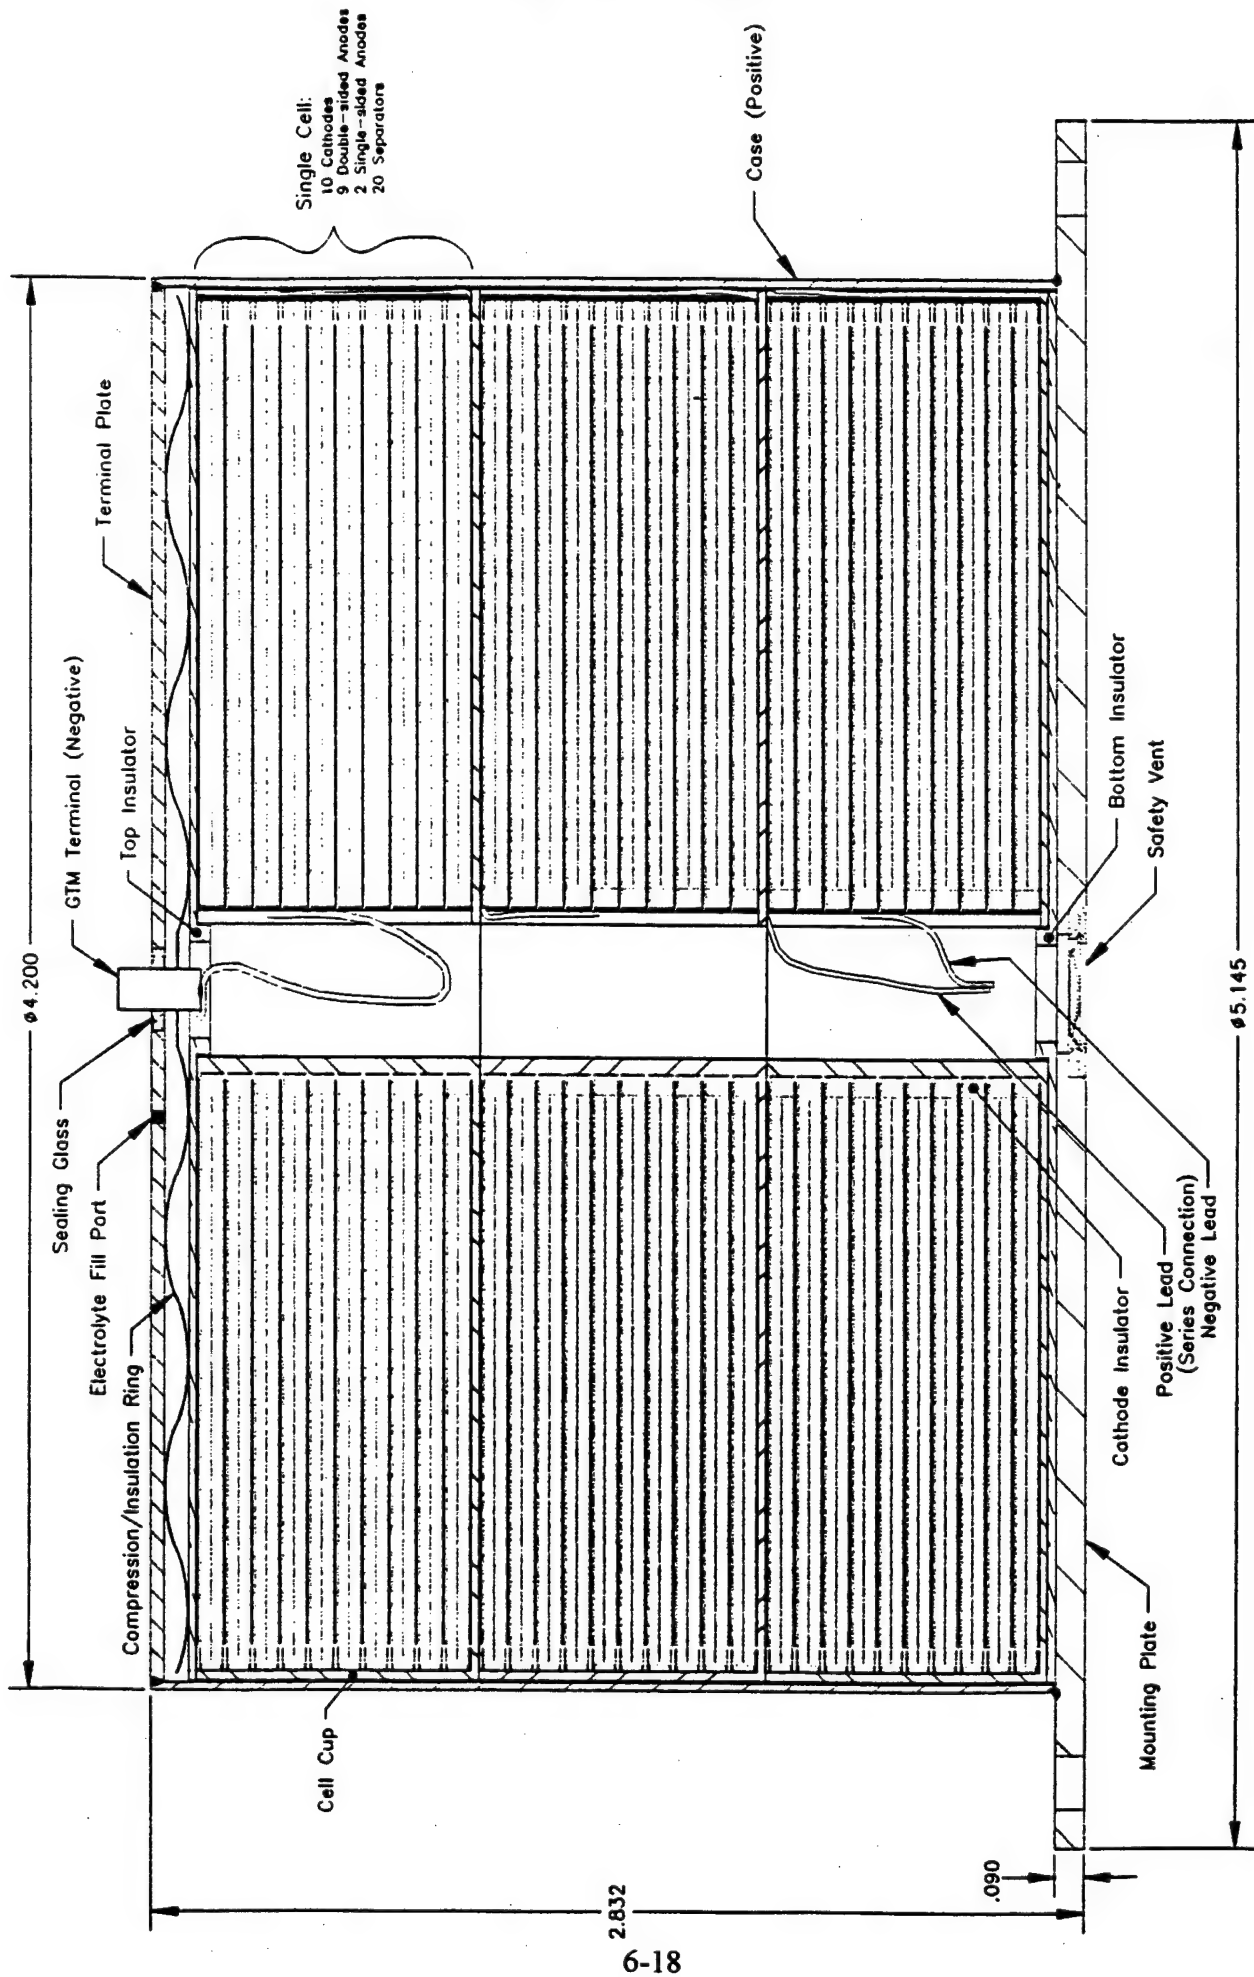 ø4.200
GTM Terminal (Negative)
Sealing Glass
Electrolyte Fill Port
Top Insulator
Terminal Plate
Compression/Insulation Ring
Single Cell:
10 Cathodes
9 Double-sided Anodes
2 Single-sided Anodes
20 Separators
Cell Cup
Case (Positive)
2.832
.090
Mounting Plate
Cathode Insulator
Positive Lead
(Series Connection)
Negative Lead
Bottom Insulator
Safety Vent
ø5.145
6-18